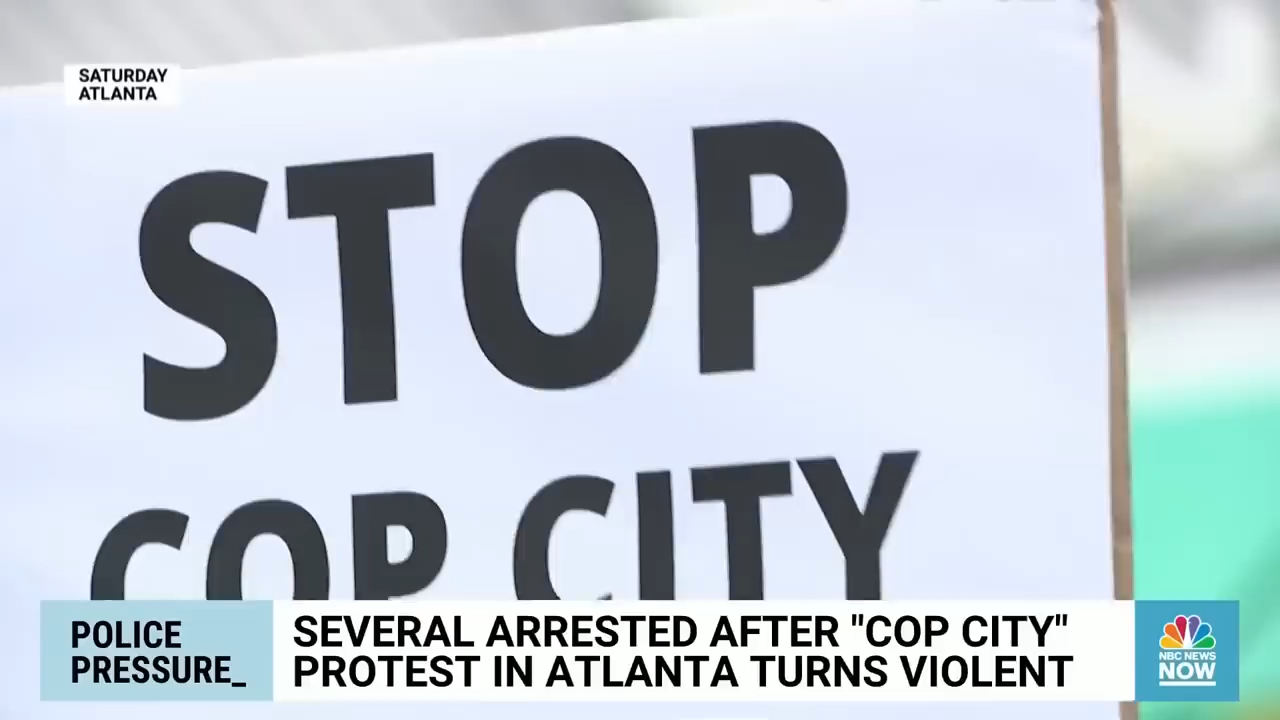 SATURDAY
ATLANTA
STOP
COP CITY
POLICE
PRESSURE_
SEVERAL ARRESTED AFTER "COP CITY"
PROTEST IN ATLANTA TURNS VIOLENT
NBC NEWS
NOW